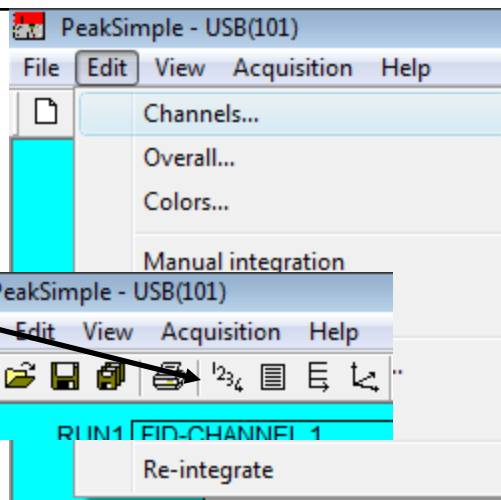 PeakSimple - USB(101)
File Edit View Acquisition Help
Channels...
Overall...
Colors...
Manual integration
PeakSimple - USB(101)
Edit View Acquisition Help
1234
RUN1 FID-CHANNEL 1
Re-integrate